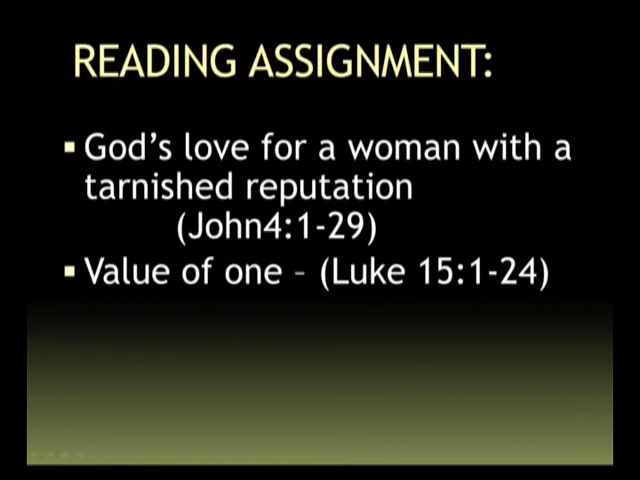 READING ASSIGNMENT:
▪ God's love for a woman with a
tarnished reputation
(John4:1-29)
▪ Value of one – (Luke 15:1-24)